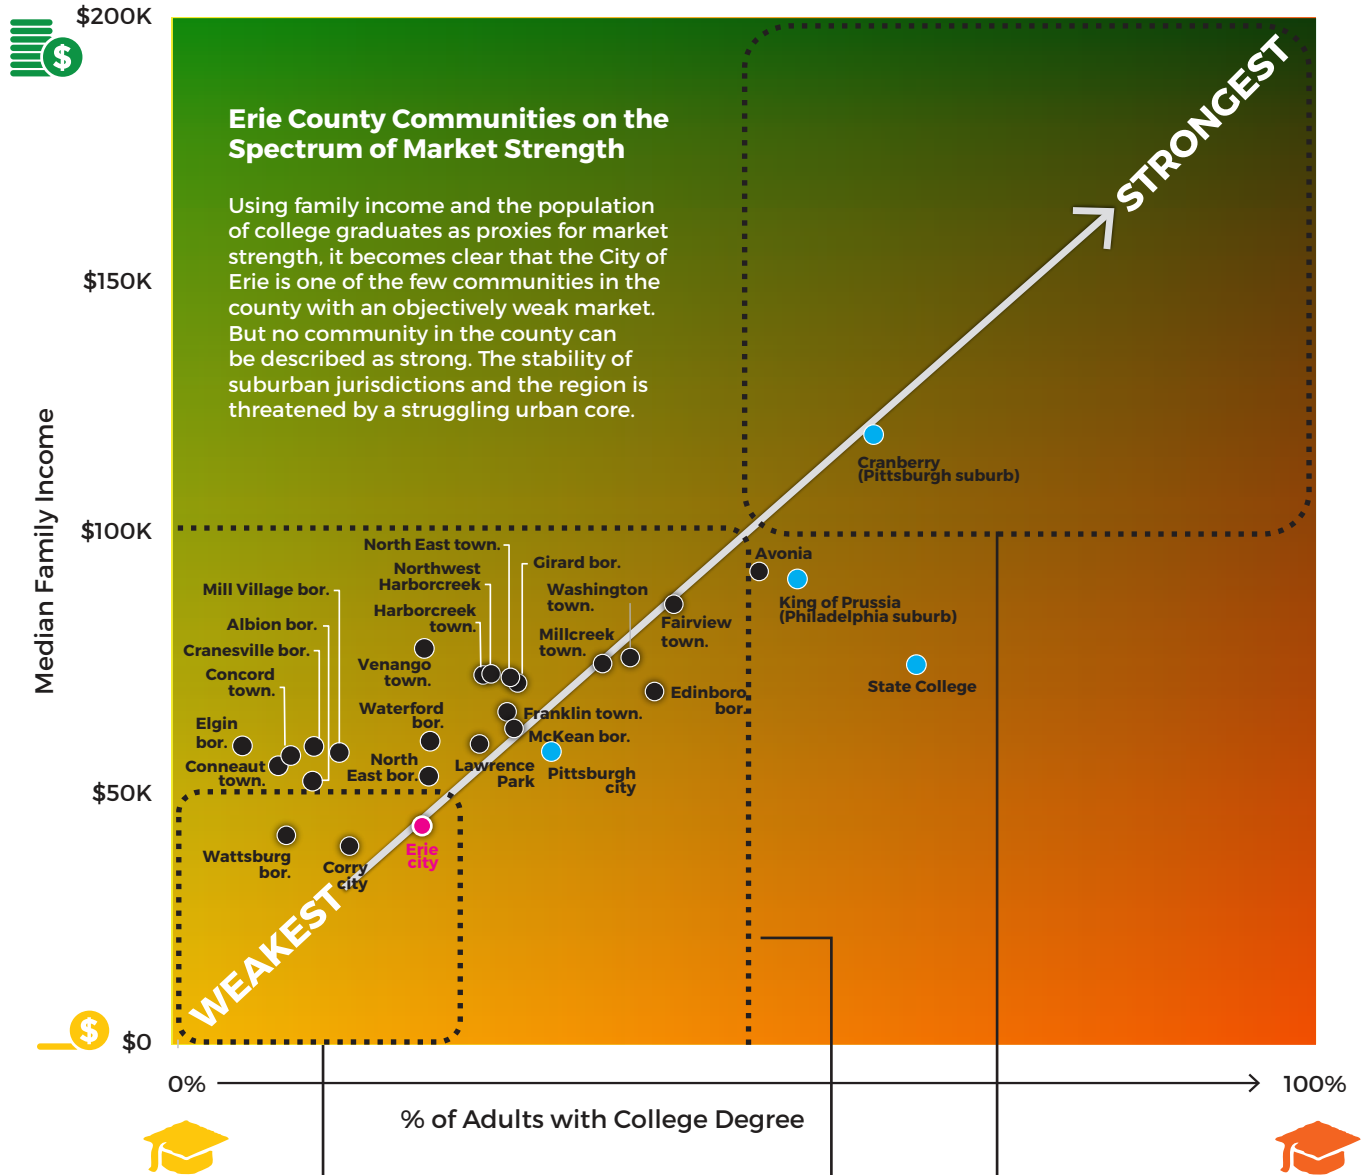 $200K
$
Erie County Communities on the
Spectrum of Market Strength
STRONGEST
Using family income and the population
of college graduates as proxies for market
strength, it becomes clear that the City of
Erie is one of the few communities in the
county with an objectively weak market.
But no community in the county can
be described as strong. The stability of
suburban jurisdictions and the region is
threatened by a struggling urban core.
$150K
Median Family Income
Cranberry
(Pittsburgh suburb)
$100K
North East town.
Girard bor.
Northwest
Harborcreek
Avonia
Mill Village bor.
Washington
town.
King of Prussia
(Philadelphia suburb)
Harborcreek
town.
Albion bor.
Fairview
town.
Millcreek
town.
Cranesville bor.
Venango
town.
Concord
town.
State College
Edinboro
bor.
Waterford
bor.
Franklin town.
Elgin
bor.
McKean bor.
North
East bor.
Lawrence
Park
Conneaut
town.
Pittsburgh
city
$50K
Wattsburg
bor.
Erie
city
Corry
city
WEAKEST
$
$0
0%
100%
% of Adults with College Degree